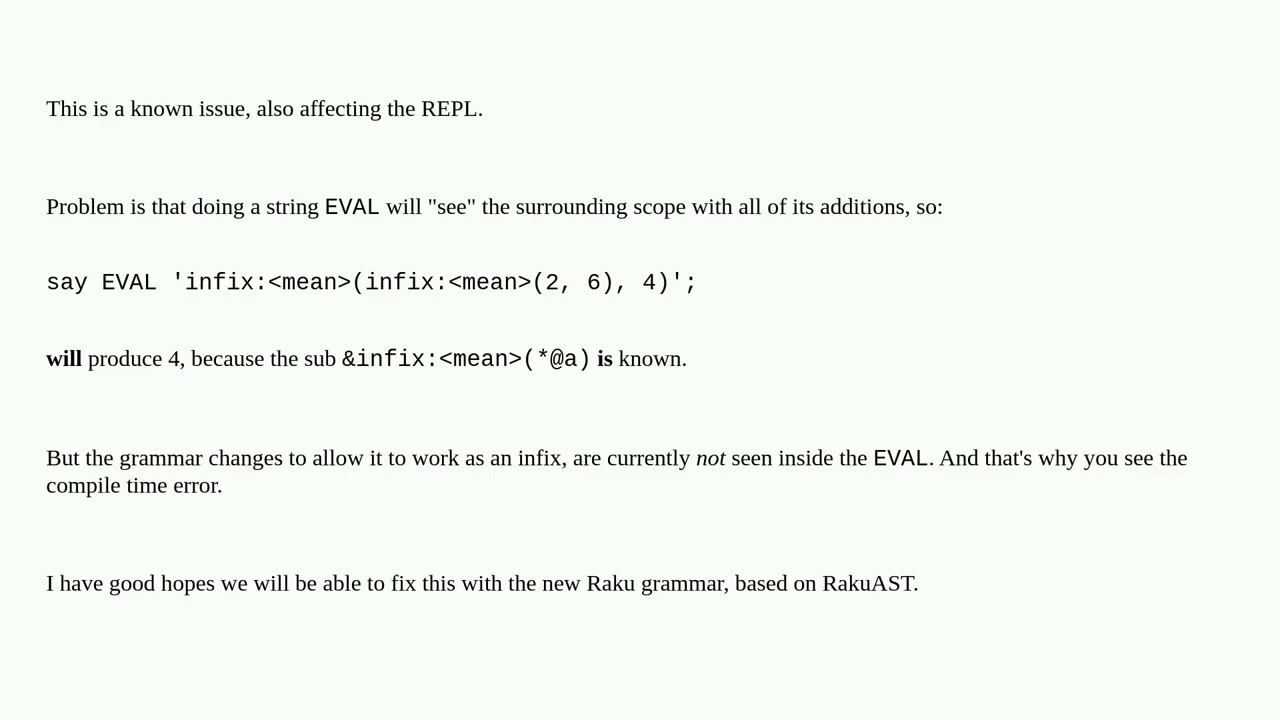 This is a known issue, also affecting the REPL.
Problem is that doing a string EVAL will "see" the surrounding scope with all of its additions, so:
say EVAL 'infix:<mean>(infix:<mean>(2, 6), 4)';
will produce 4, because the sub &infix:<mean>(*@a) is known.
But the grammar changes to allow it to work as an infix, are currently not seen inside the EVAL. And that's why you see the
compile time error.
I have good hopes we will be able to fix this with the new Raku grammar, based on RakuAST.